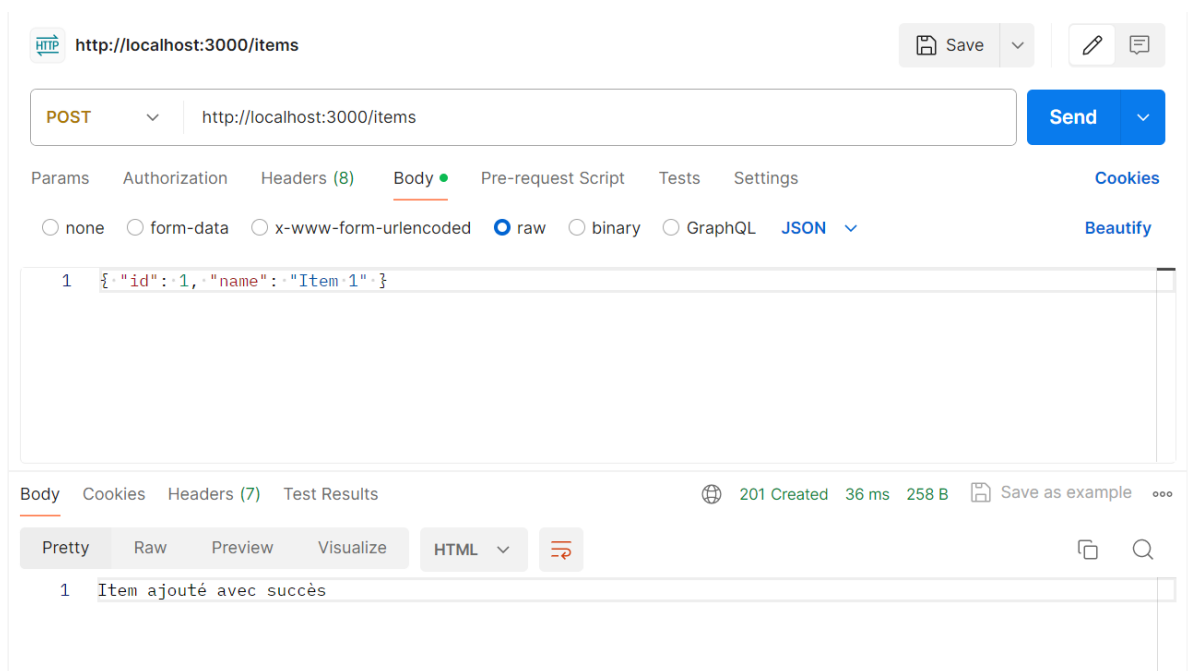 HTTP http://localhost:3000/items Save
POST http://localhost:3000/items Send
Params Authorization Headers (8) Body Pre-request Script Tests Settings Cookies
none form-data x-www-form-urlencoded raw binary GraphQL JSON Beautify
1 { "id": 1, "name": "Item 1" }
Body Cookies Headers (7) Test Results 201 Created 36 ms 258 B Save as example
Pretty Raw Preview Visualize HTML
1 Item ajouté avec succès